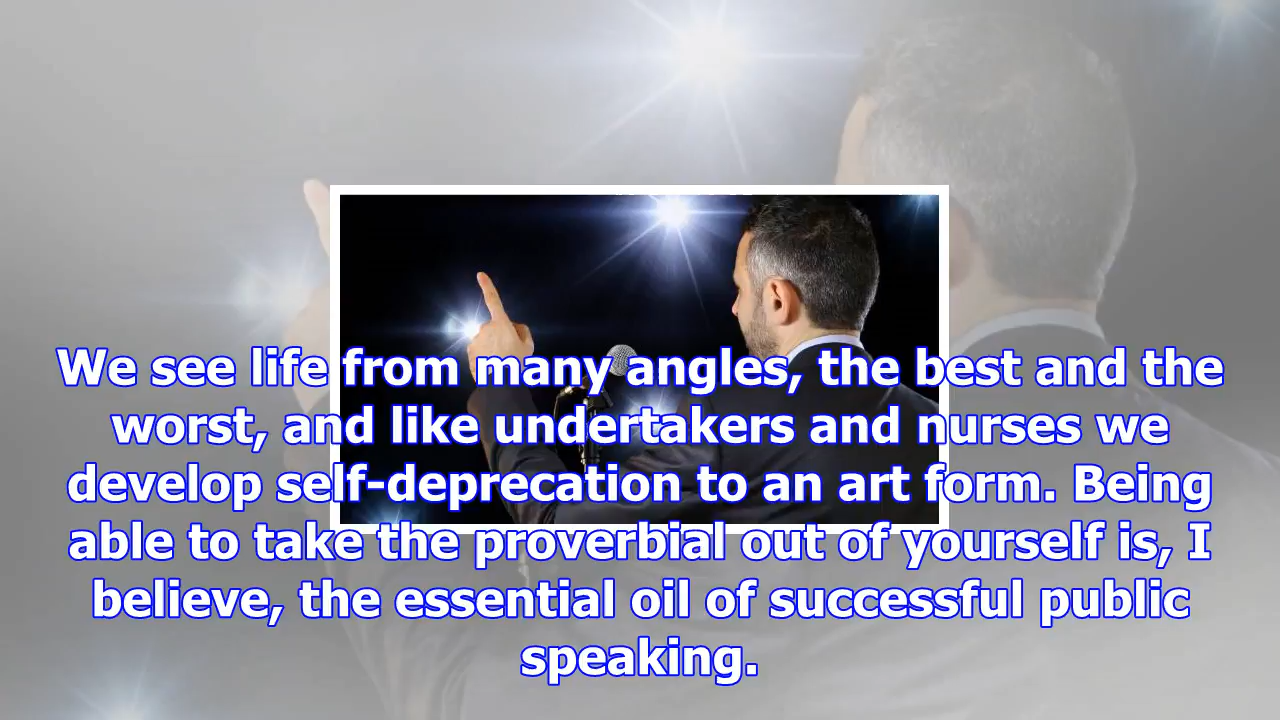 We see life from many angles, the best and the
worst, and like undertakers and nurses we
develop self-deprecation to an art form. Being
able to take the proverbial out of yourself is, I
believe, the essential oil of successful public
speaking.